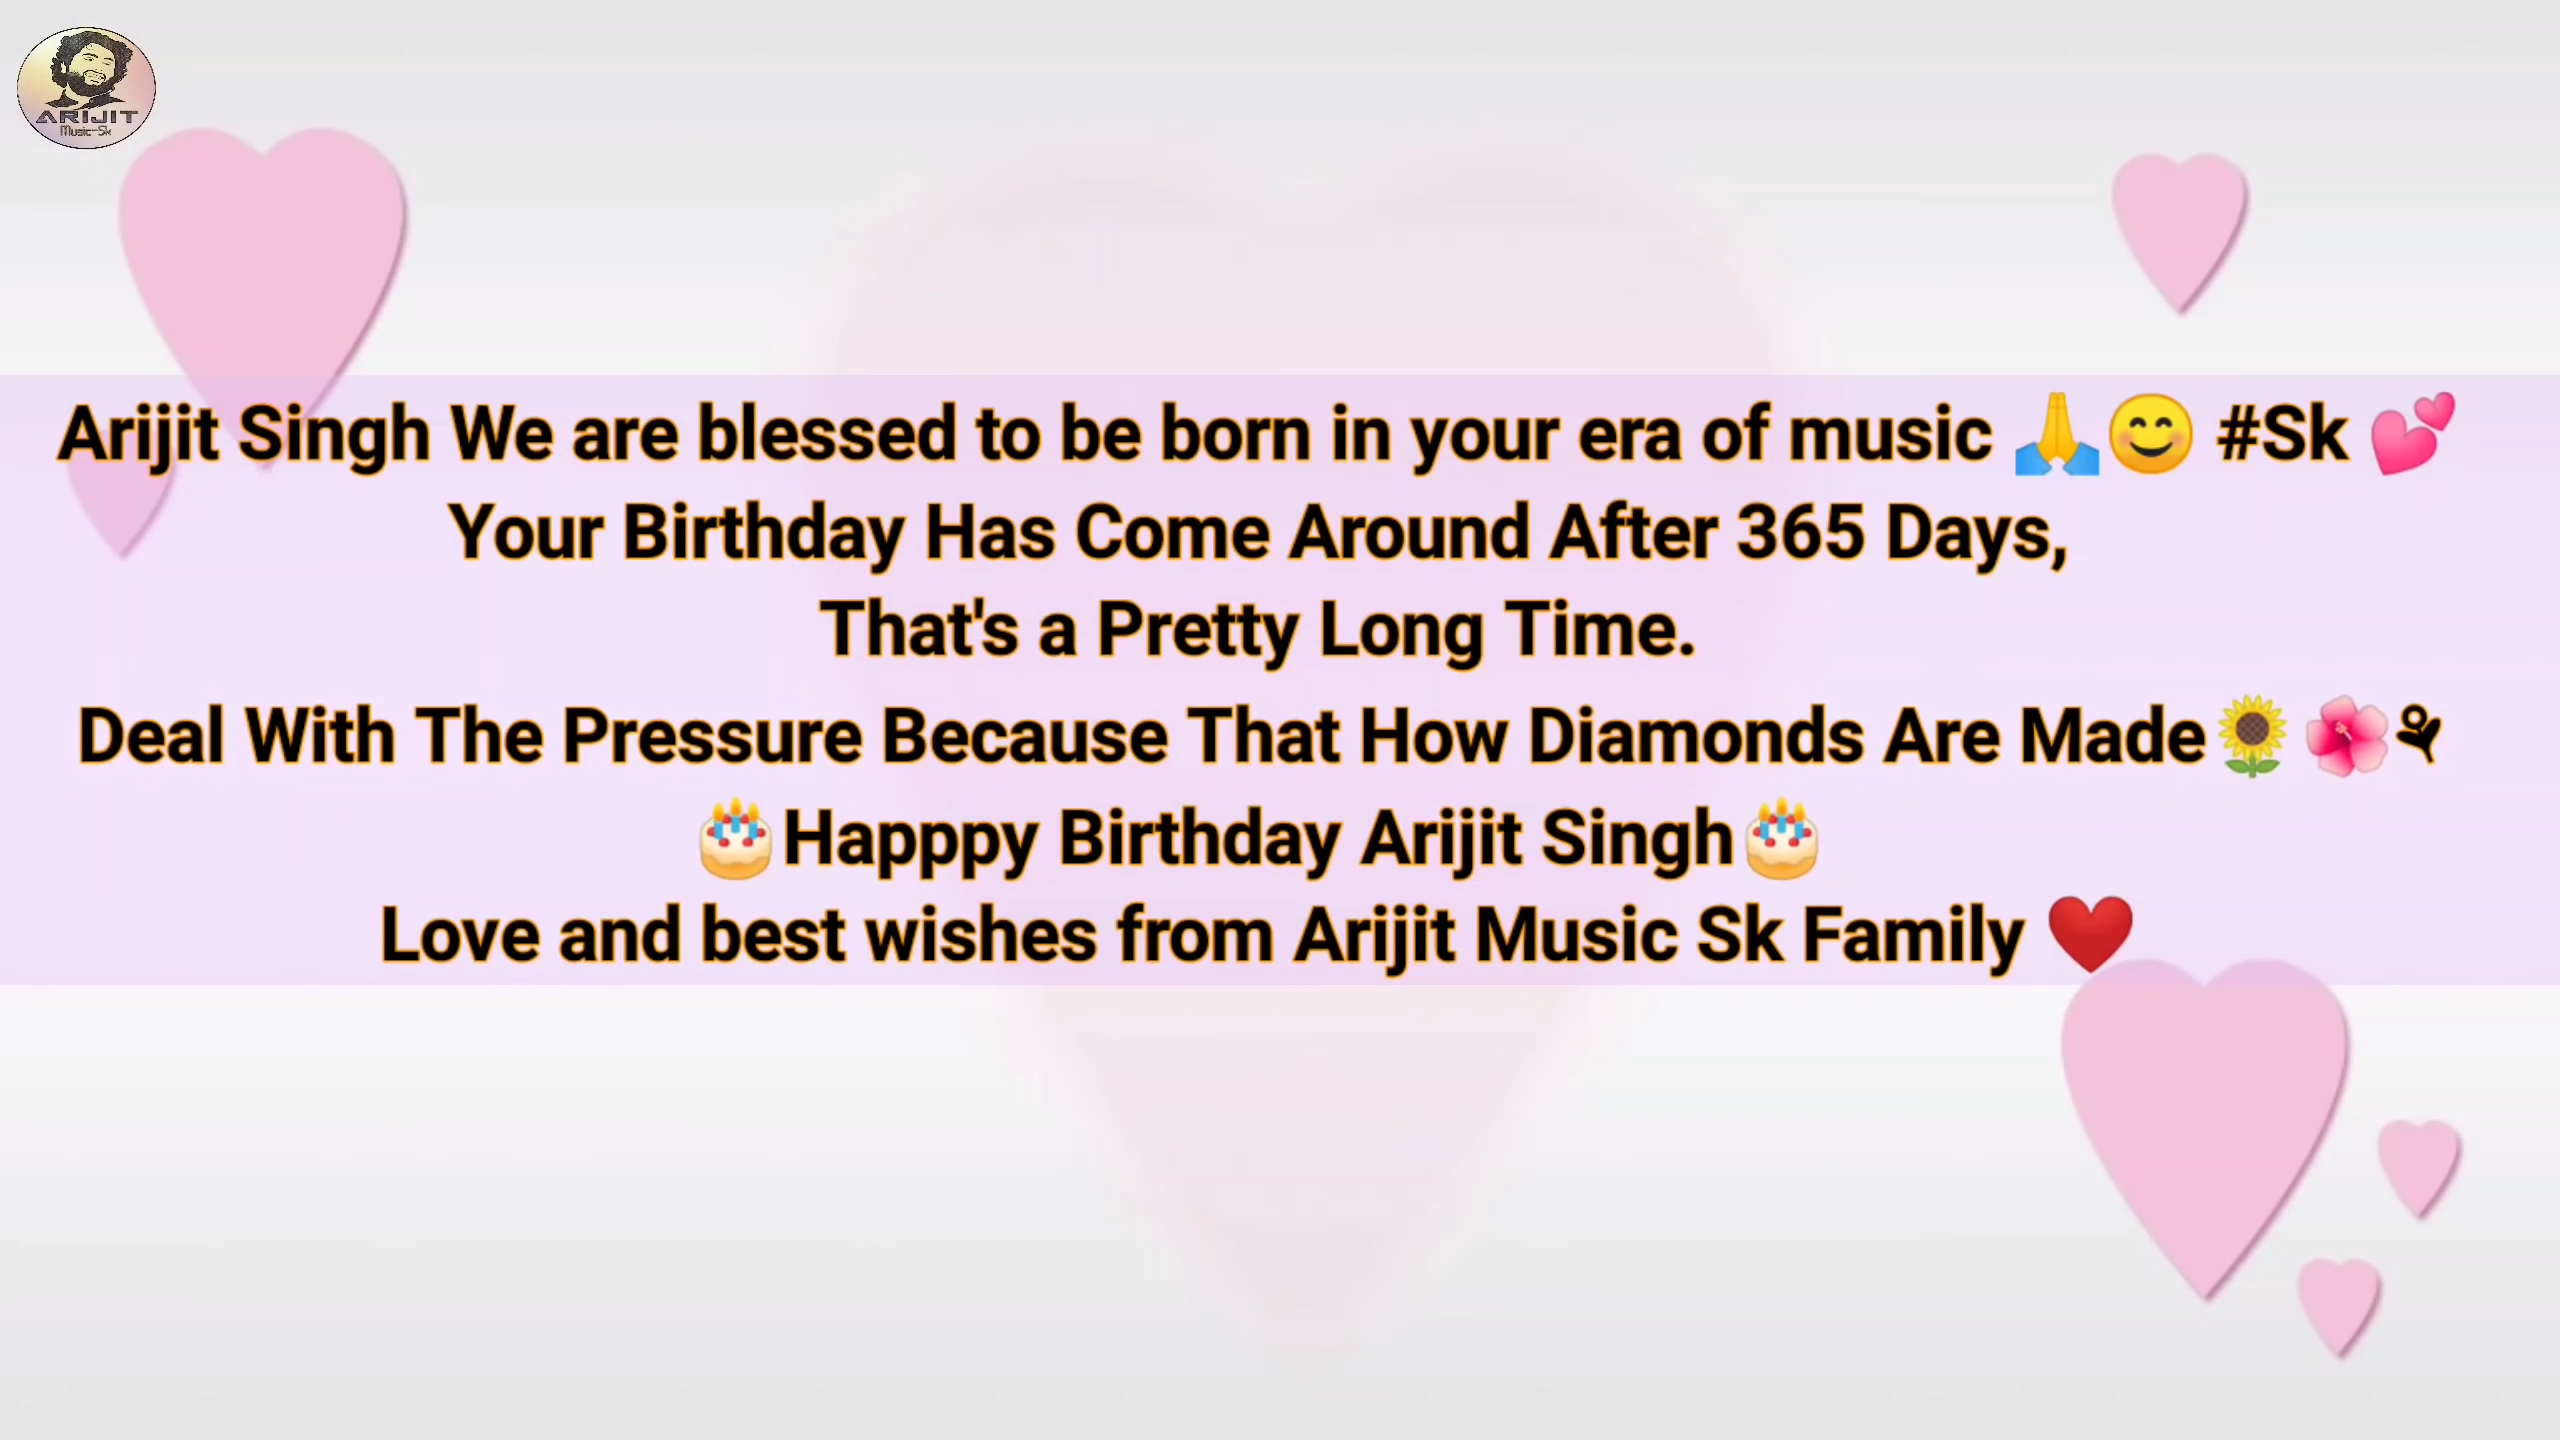 ARIJIT
Music-Sk
Arijit Singh We are blessed to be born in your era of music 🙏😊 #Sk 💕
Your Birthday Has Come Around After 365 Days,
That's a Pretty Long Time.
Deal With The Pressure Because That How Diamonds Are Made🌻🌺⚘
🎂Happpy Birthday Arijit Singh🎂
Love and best wishes from Arijit Music Sk Family ❤️